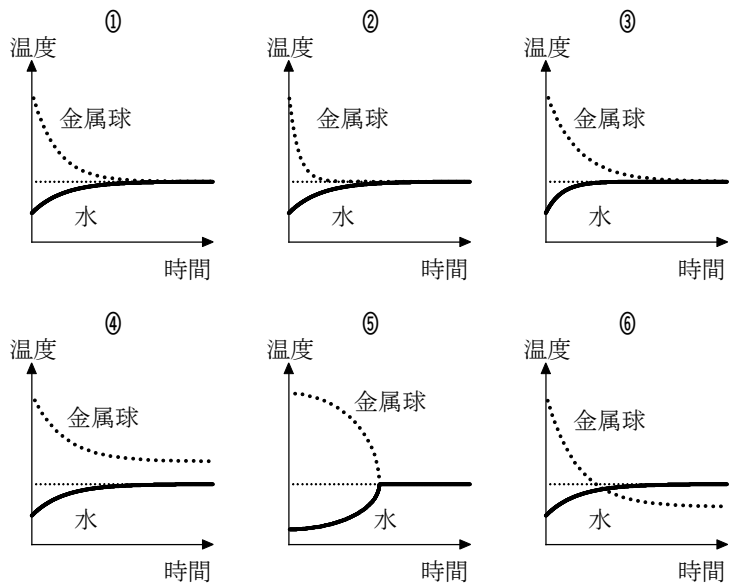 ① ② ③
温度 温度 温度
金属球 金属球 金属球
水 水 水
時間 時間 時間
④ ⑤ ⑥
温度 温度 温度
金属球 金属球 金属球
水 水 水
時間 時間 時間